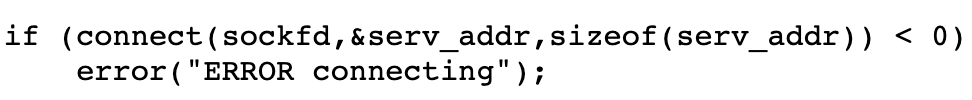 if (connect(sockfd,&serv_addr,sizeof(serv_addr)) < 0)
    error("ERROR connecting");